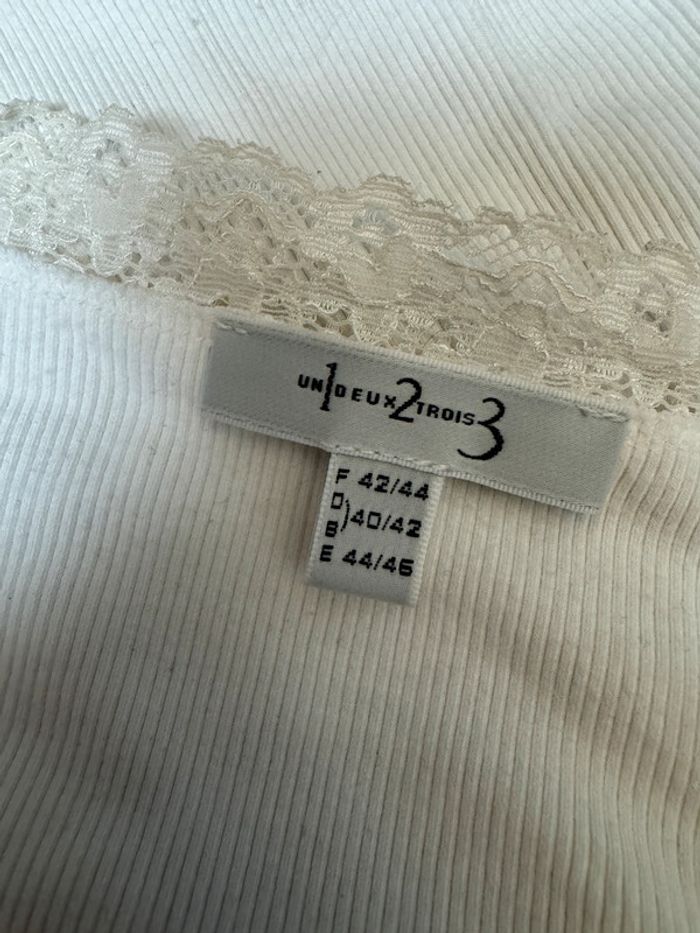 UN1DEUX2TROIS3
F 42/44
D
)40/42
B
E 44/46